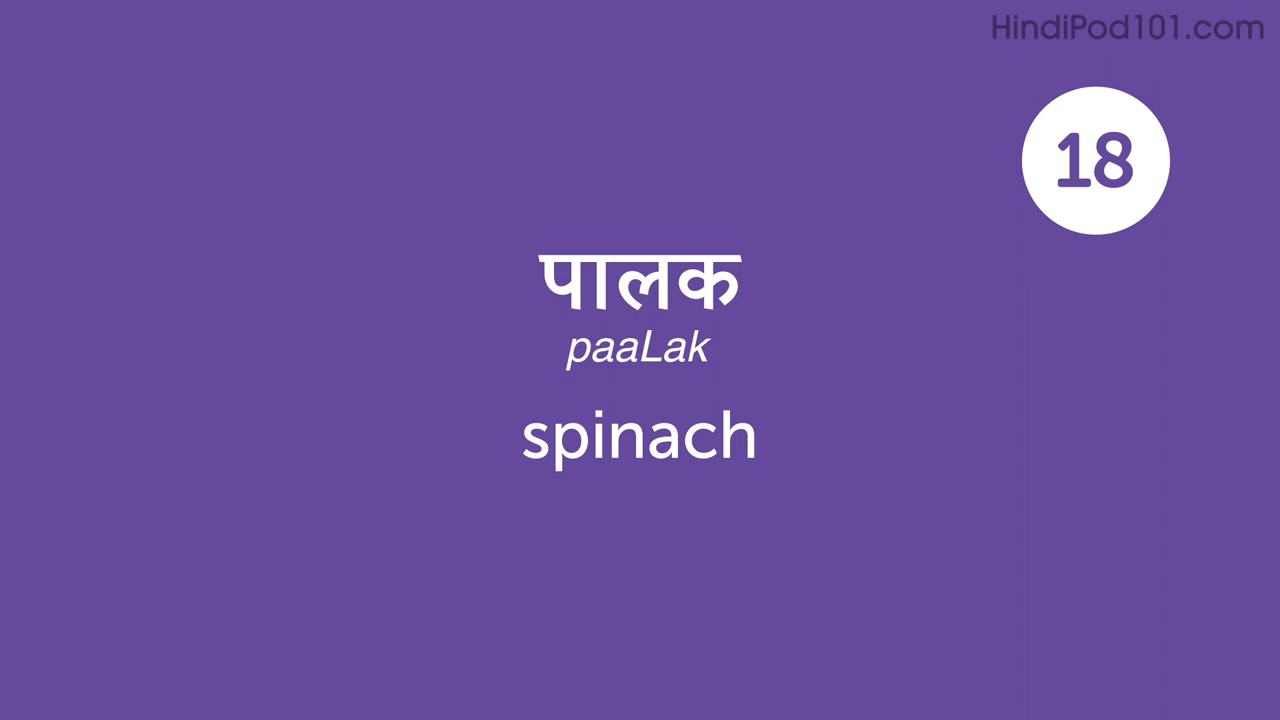 HindiPod101.com
18
पालक
paaLak
spinach